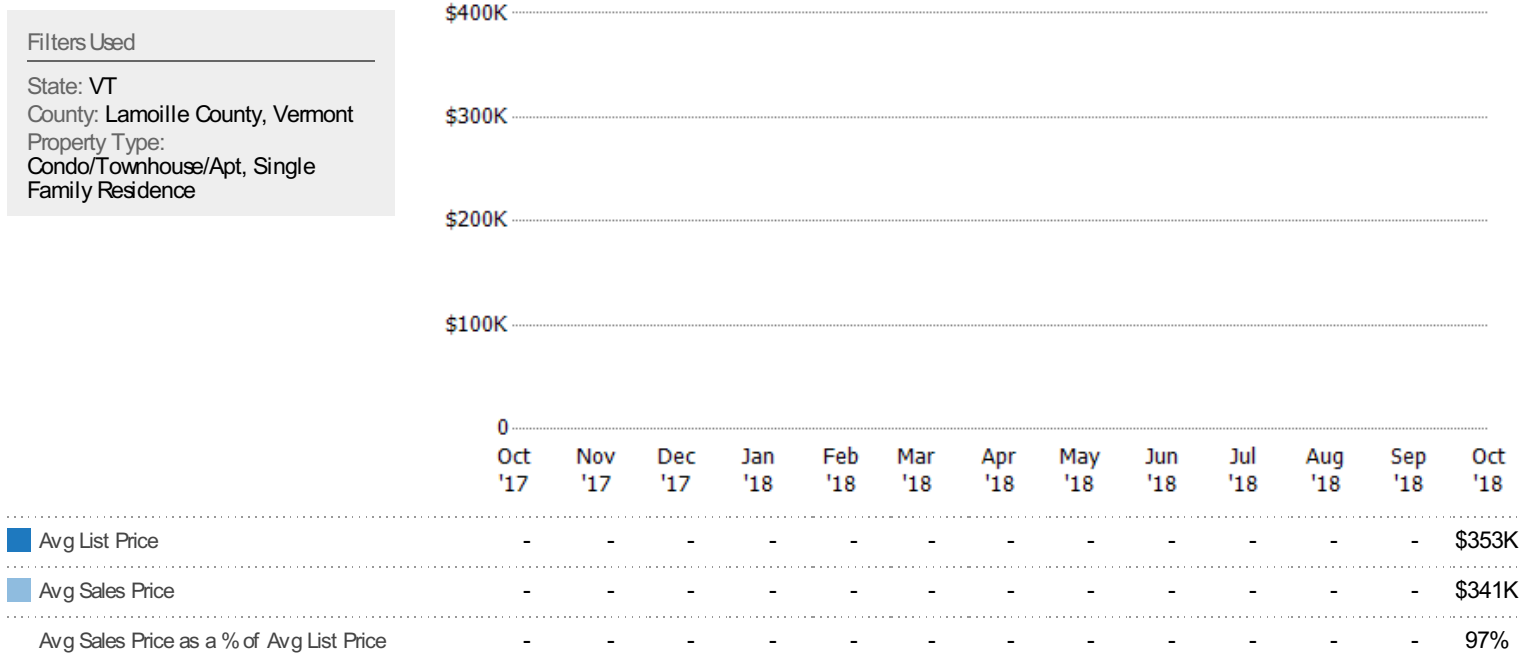 Filters Used
State: VT
County: Lamoille County, Vermont
Property Type:
Condo/Townhouse/Apt, Single
Family Residence
$400K
$300K
$200K
$100K
0
Oct Nov Dec Jan Feb Mar Apr May Jun Jul Aug Sep Oct
'17 '17 '17 '18 '18 '18 '18 '18 '18 '18 '18 '18 '18
Avg List Price - - - - - - - - - - - - $353K
Avg Sales Price - - - - - - - - - - - - $341K
Avg Sales Price as a % of Avg List Price - - - - - - - - - - - - 97%